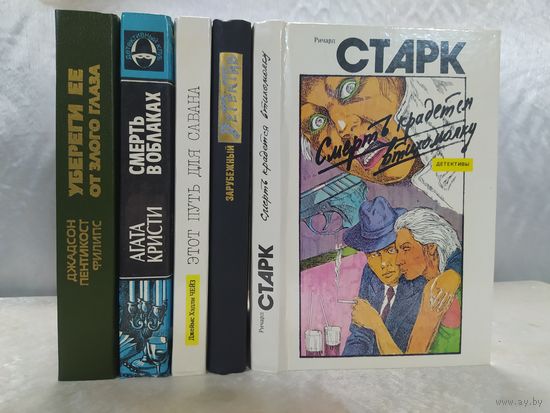 ДЖАДСОН
ПЕНТИКОСТ
ФИЛИПС
УБЕРЕГИ ЕЕ
ОТ ЗЛОГО ГЛАЗА
АГАТА
КРИСТИ
СМЕРТЬ
В ОБЛАКАХ
Джеймс Хэдли ЧЕЙЗ
ЭТОТ ПУТЬ ДЛЯ САВАНА
ЗАРУБЕЖНЫЙ
ДЕТЕКТИВ
Ричард СТАРК
Смерть крадется втихомолку
Ричард СТАРК
Смерть крадется
втихомолку
ДЕТЕКТИВЫ
www.ay.by